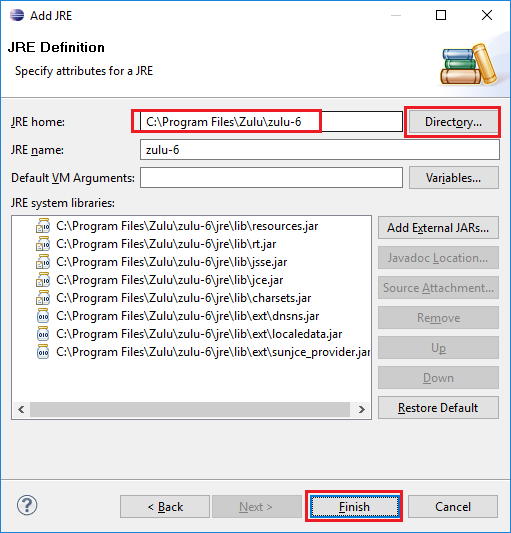 Add JRE
JRE Definition
Specify attributes for a JRE
JRE home: C:\Program Files\Zulu\zulu-6 Directory...
JRE name: zulu-6
Default VM Arguments: Variables...
JRE system libraries:
C:\Program Files\Zulu\zulu-6\jre\lib\resources.jar
C:\Program Files\Zulu\zulu-6\jre\lib\rt.jar
C:\Program Files\Zulu\zulu-6\jre\lib\jsse.jar
C:\Program Files\Zulu\zulu-6\jre\lib\jce.jar
C:\Program Files\Zulu\zulu-6\jre\lib\charsets.jar
C:\Program Files\Zulu\zulu-6\jre\lib\ext\dnsns.jar
C:\Program Files\Zulu\zulu-6\jre\lib\ext\localedata.jar
C:\Program Files\Zulu\zulu-6\jre\lib\ext\sunjce_provider.jar
Add External JARs...
Javadoc Location...
Source Attachment...
Remove
Up
Down
Restore Default
? < Back Next > Finish Cancel